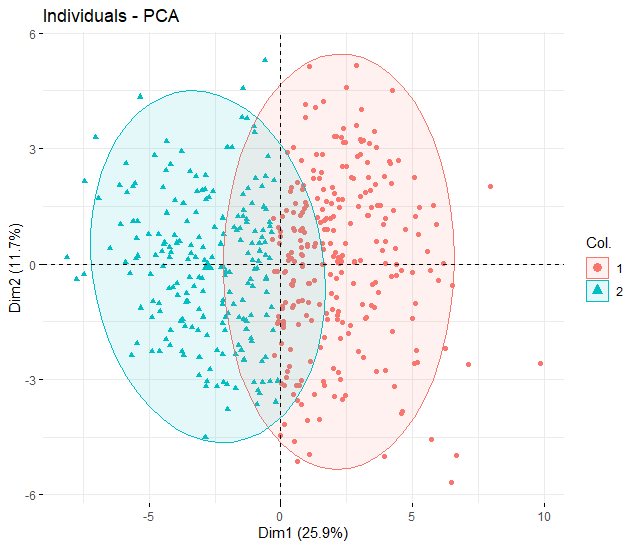 Individuals - PCA
6
3
0
-3
-6
Dim2 (11.7%)
-5
0
5
10
Dim1 (25.9%)
Col.
1
2